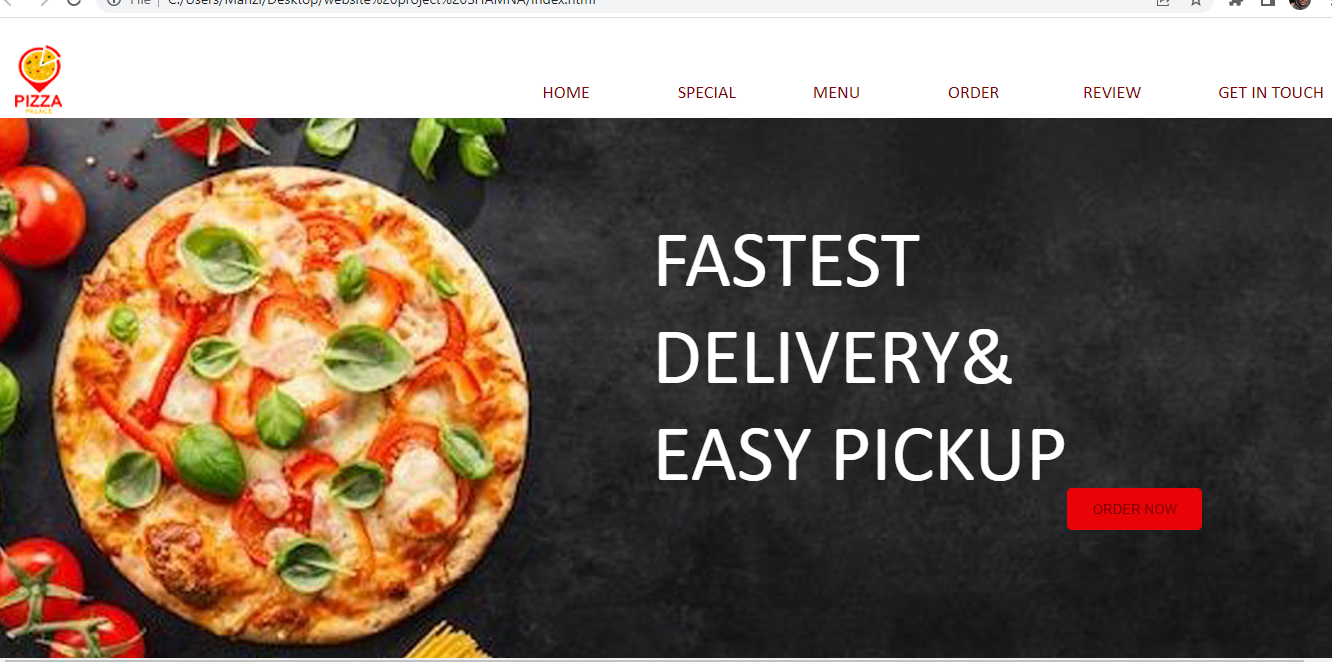 File | C:/Users/Manzi/Desktop/website%20project%20SHAMNA/index.html
PIZZA
PALACE
HOME SPECIAL MENU ORDER REVIEW GET IN TOUCH
FASTEST
DELIVERY&
EASY PICKUP
ORDER NOW